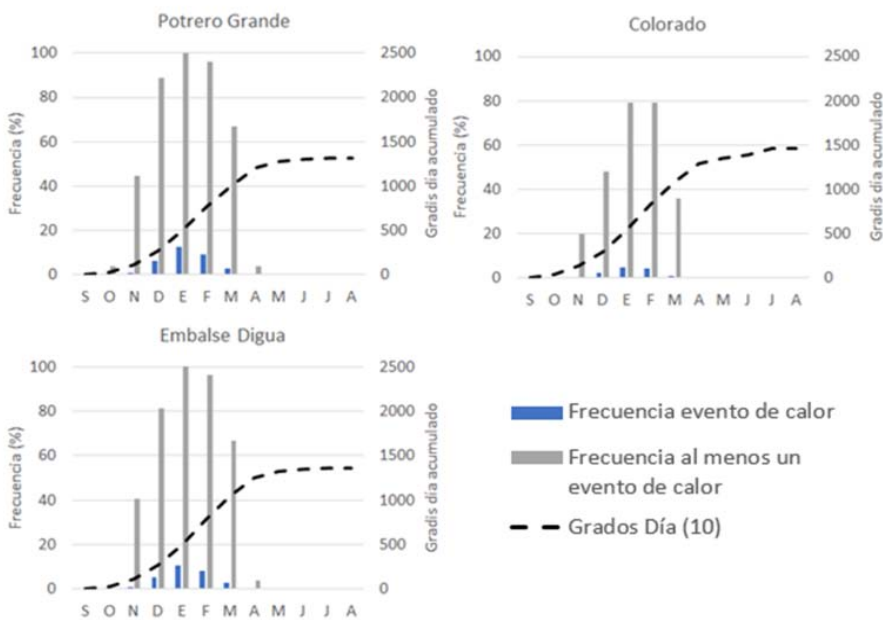 Potrero Grande
Frecuencia (%)
100
80
60
40
20
0
2500
2000
1500
1000
500
0
Gradis día acumulado
S O N D E F M A M J J A
Colorado
Frecuencia (%)
100
80
60
40
20
0
2500
2000
1500
1000
500
0
Gradis día acumulado
S O N D E F M A M J J A
Embalse Digua
Frecuencia (%)
100
80
60
40
20
0
2500
2000
1500
1000
500
0
Gradis día acumulado
S O N D E F M A M J J A
Frecuencia evento de calor
Frecuencia al menos un
evento de calor
Grados Día (10)